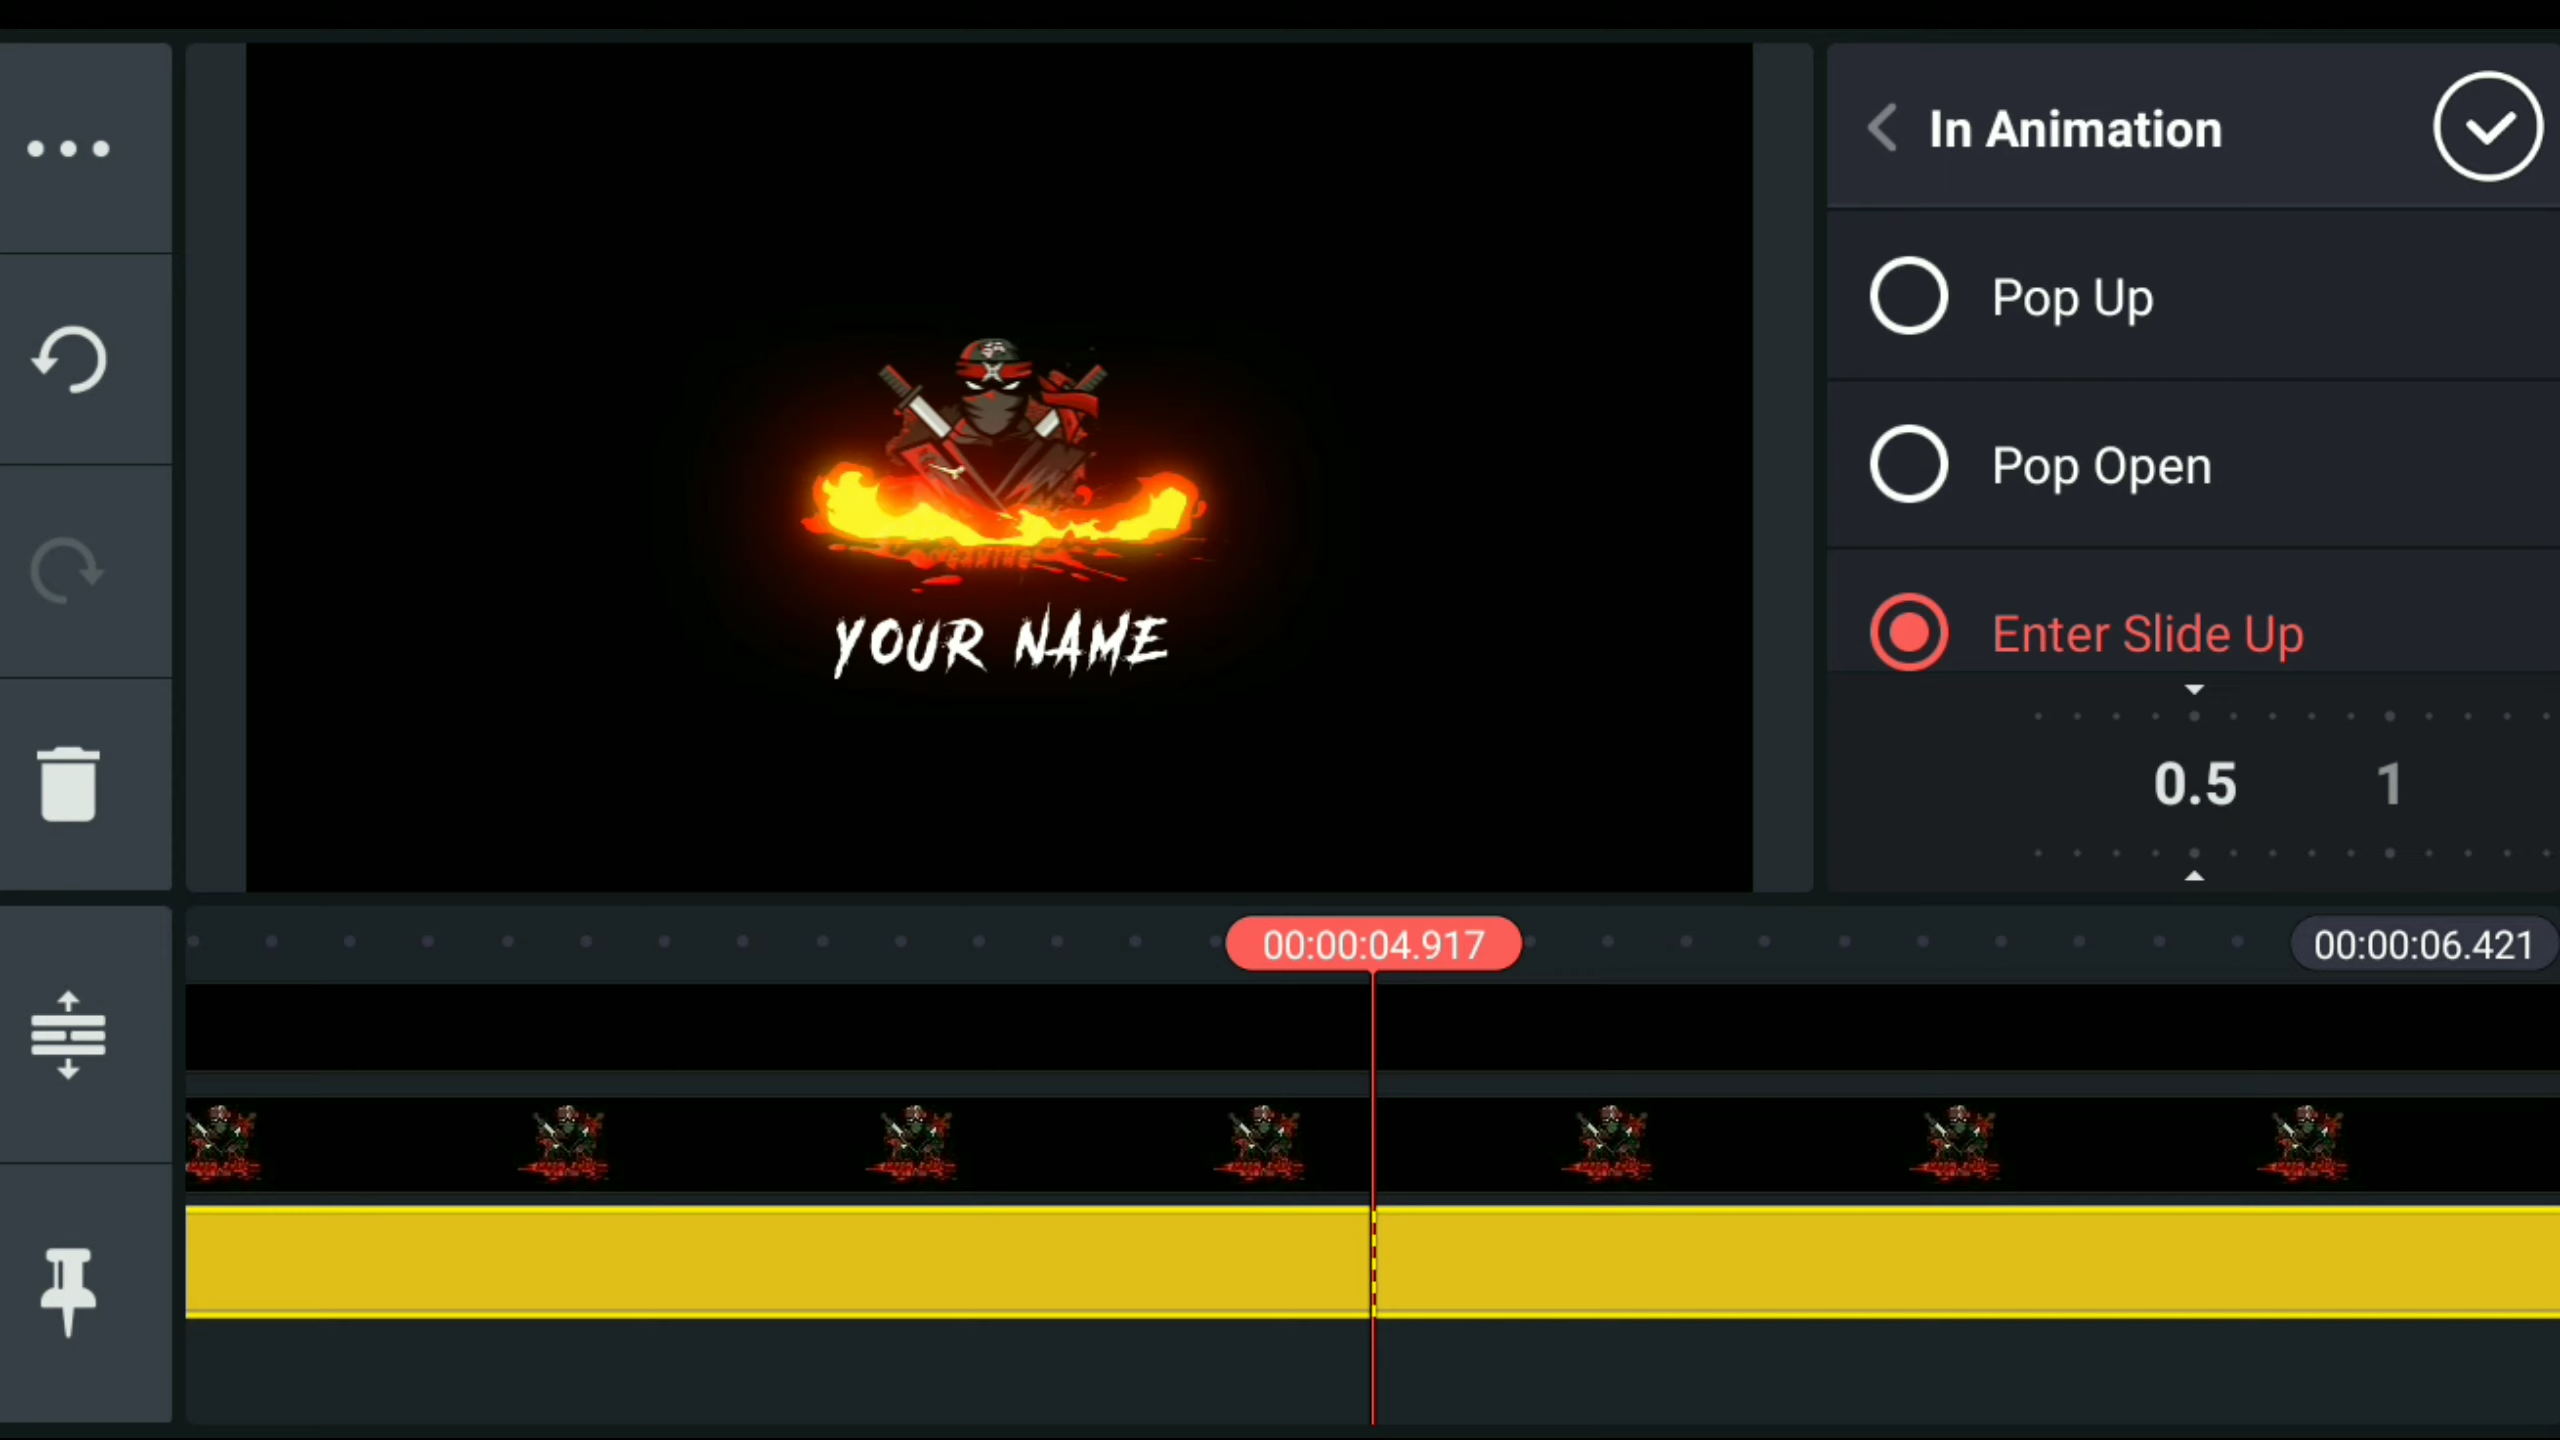 In Animation
Pop Up
Pop Open
Enter Slide Up
0.5 1
GAMING
YOUR NAME
00:00:04.917
00:00:06.421